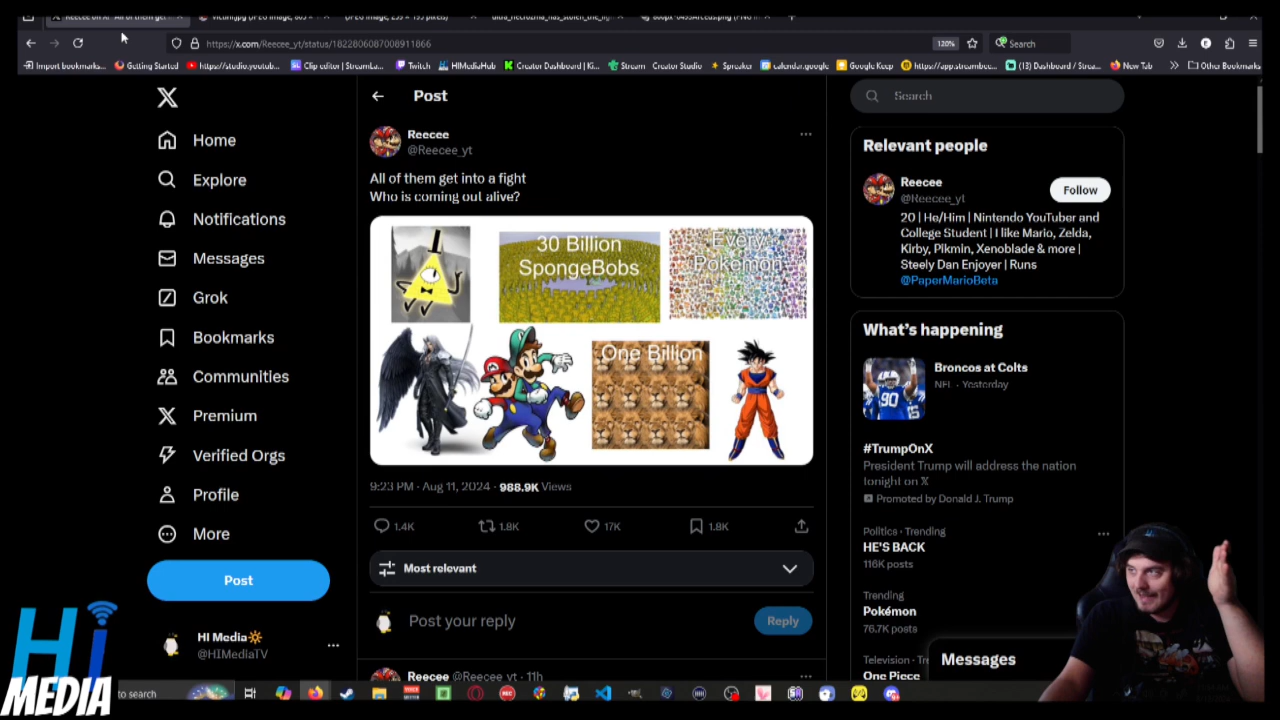 https://x.com/Reecee_yt/status/1822806087008911866
120%
Search
Import bookmarks...
Getting Started
https://studio.youtub...
Clip editor | StreamLa...
Twitch
HIMediaHub
Creator Dashboard | Ki...
Stream
Creator Studio
Spreaker
calendar.google
Google Keep
https://app.streambee...
(13) Dashboard / Strea...
New Tab
Other Bookmarks
Home
Explore
Notifications
Messages
Grok
Bookmarks
Communities
Premium
Verified Orgs
Profile
More
Post
HI Media
@HIMediaTV
Post
Reecee
@Reecee_yt
All of them get into a fight
Who is coming out alive?
30 Billion
SpongeBobs
Every
Pokemon
One Billion
9:23 PM · Aug 11, 2024 · 988.9K Views
1.4K
1.8K
17K
1.8K
Most relevant
Post your reply
Reply
Reecee @Reecee_yt · 11h
Search
Relevant people
Reecee
@Reecee_yt
Follow
20 | He/Him | Nintendo YouTuber and
College Student | I like Mario, Zelda,
Kirby, Pikmin, Xenoblade & more |
Steely Dan Enjoyer | Runs
@PaperMarioBeta
What's happening
Broncos at Colts
NFL · Yesterday
#TrumpOnX
President Trump will address the nation
tonight on X
Promoted by Donald J. Trump
Politics · Trending
HE'S BACK
116K posts
Trending
Pokémon
76.7K posts
Television · Tre
One Piece
Messages
Hi
MEDIA
to search